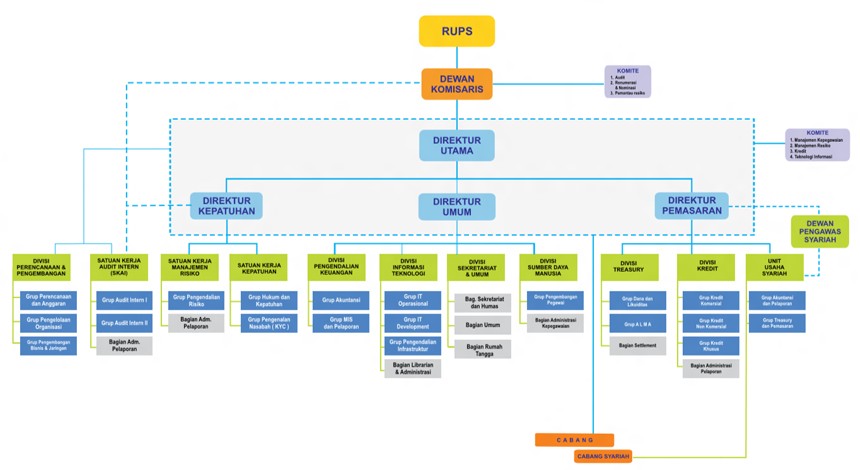 RUPS
DEWAN
KOMISARIS
KOMITE
1. Audit
2. Renumerasi
& Nominasi
3. Pemantau resiko
DIREKTUR
UTAMA
KOMITE
1. Manajemen Kepegawaian
2. Manajemen Resiko
3. Kredit
4. Teknologi Informasi
DIREKTUR
KEPATUHAN
DIREKTUR
UMUM
DIREKTUR
PEMASARAN
DEWAN
PENGAWAS
SYARIAH
DIVISI
PERENCANAAN &
PENGEMBANGAN
Grup Perencanaan
dan Anggaran
Grup Pengelolaan
Organisasi
Grup Pengembangan
Bisnis & Jaringan
SATUAN KERJA
AUDIT INTERN
(SKAI)
Grup Audit Intern I
Grup Audit Intern II
Bagian Adm.
Pelaporan
SATUAN KERJA
MANAJEMEN
RISIKO
Grup Pengendalian
Risiko
Bagian Adm.
Pelaporan
SATUAN KERJA
KEPATUHAN
Grup Hukum dan
Kepatuhan
Grup Pengenalan
Nasabah ( KYC )
DIVISI
PENGENDALIAN
KEUANGAN
Grup Akuntansi
Grup MIS
dan Pelaporan
DIVISI
INFORMASI
TEKNOLOGI
Grup IT
Operasional
Grup IT
Development
Grup Pengendalian
Infrastruktur
Bagian Librarian
& Administrasi
DIVISI
SEKRETARIAT
& UMUM
Bag. Sekretariat
dan Humas
Bagian Umum
Bagian Rumah
Tangga
DIVISI
SUMBER DAYA
MANUSIA
Grup Pengembangan
Pegawai
Bagian Administrasi
Kepegawaian
DIVISI
TREASURY
Grup Dana dan
Likuiditas
Grup A L M A
Bagian Settlement
DIVISI
KREDIT
Grup Kredit
Komersial
Grup Kredit
Non Komersial
Grup Kredit
Khusus
Bagian Administrasi
Pelaporan
UNIT
USAHA
SYARIAH
Grup Akuntansi
dan Pelaporan
Grup Treasury
dan Pemasaran
CABANG
CABANG SYARIAH